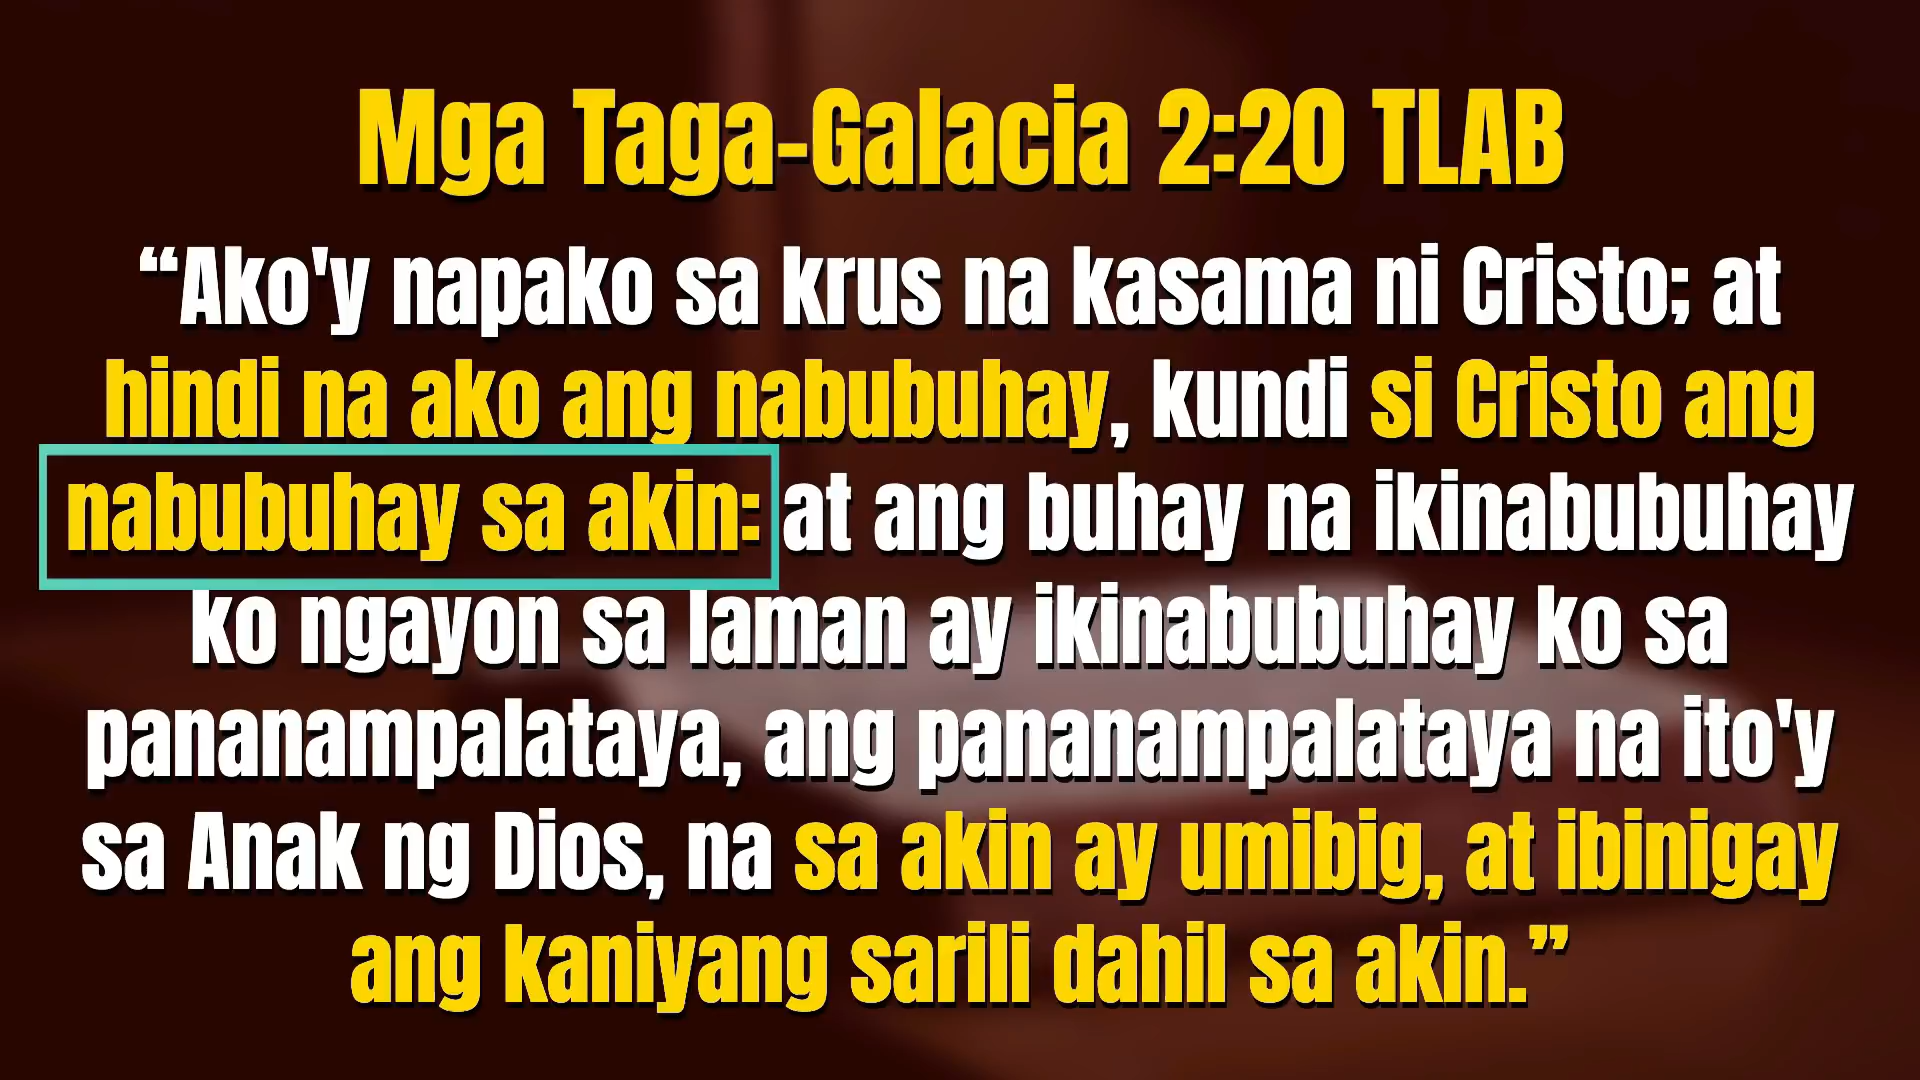 Mga Taga-Galacia 2:20 TLAB
“Ako'y napako sa krus na kasama ni Cristo; at
hindi na ako ang nabubuhay, kundi si Cristo ang
nabubuhay sa akin: at ang buhay na ikinabubuhay
ko ngayon sa laman ay ikinabubuhay ko sa
pananampalataya, ang pananampalataya na ito'y
sa Anak ng Dios, na sa akin ay umibig, at ibinigay
ang kaniyang sarili dahil sa akin.”